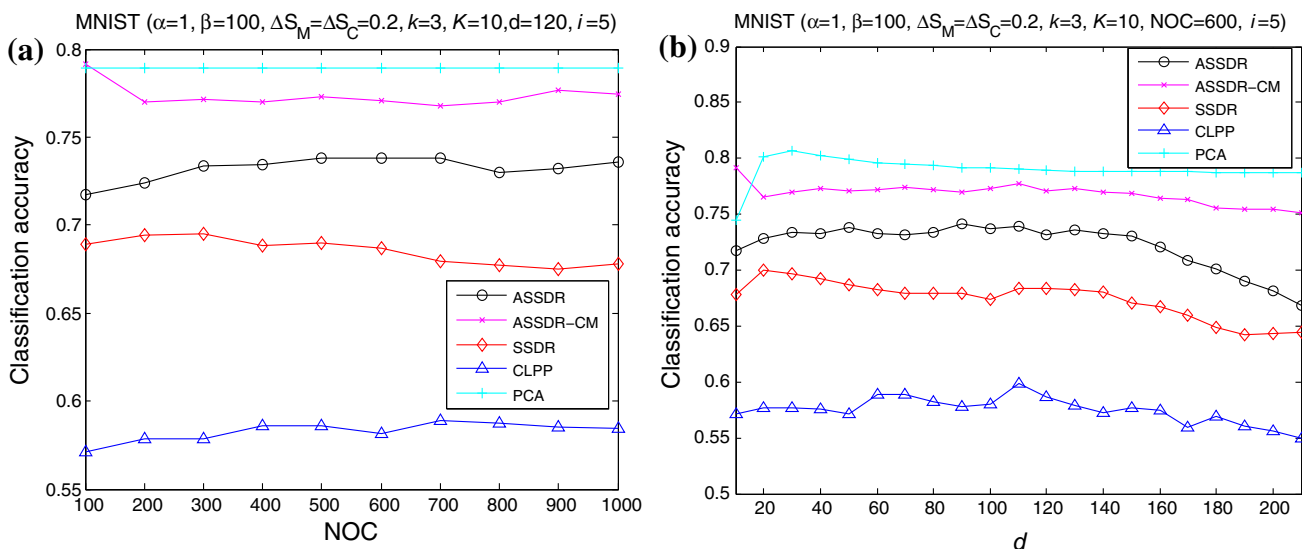 MNIST (α=1, β=100, ΔS_M=ΔS_C=0.2, k=3, K=10,d=120, i=5)
(a)
0.8
0.75
0.7
0.65
0.6
0.55
Classification accuracy
100 200 300 400 500 600 700 800 900 1000
NOC
ASSDR
ASSDR-CM
SSDR
CLPP
PCA
MNIST (α=1, β=100, ΔS_M=ΔS_C=0.2, k=3, K=10, NOC=600, i=5)
(b)
0.9
0.85
0.8
0.75
0.7
0.65
0.6
0.55
0.5
Classification accuracy
20 40 60 80 100 120 140 160 180 200
d
ASSDR
ASSDR-CM
SSDR
CLPP
PCA